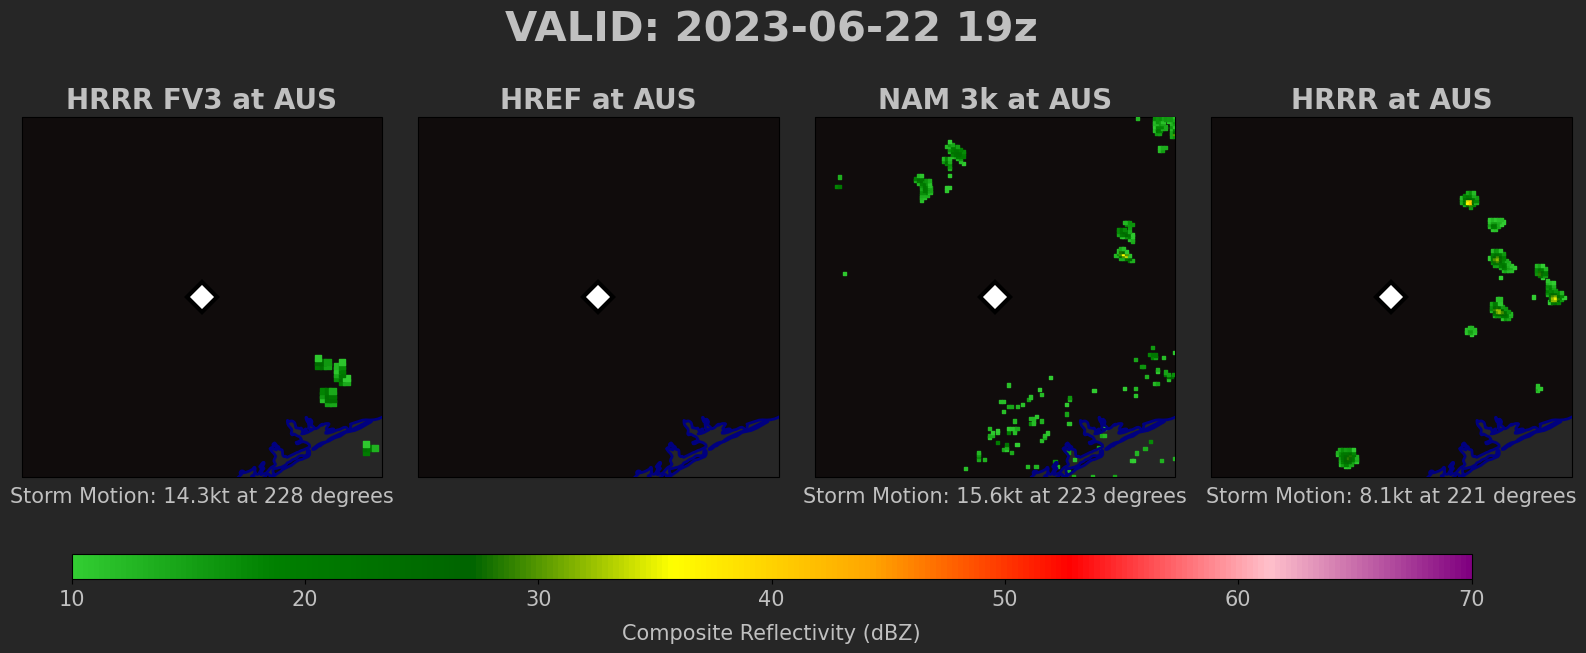 VALID: 2023-06-22 19z
HRRR FV3 at AUS
HREF at AUS
NAM 3k at AUS
HRRR at AUS
Storm Motion: 14.3kt at 228 degrees
Storm Motion: 15.6kt at 223 degrees
Storm Motion: 8.1kt at 221 degrees
10 20 30 40 50 60 70
Composite Reflectivity (dBZ)